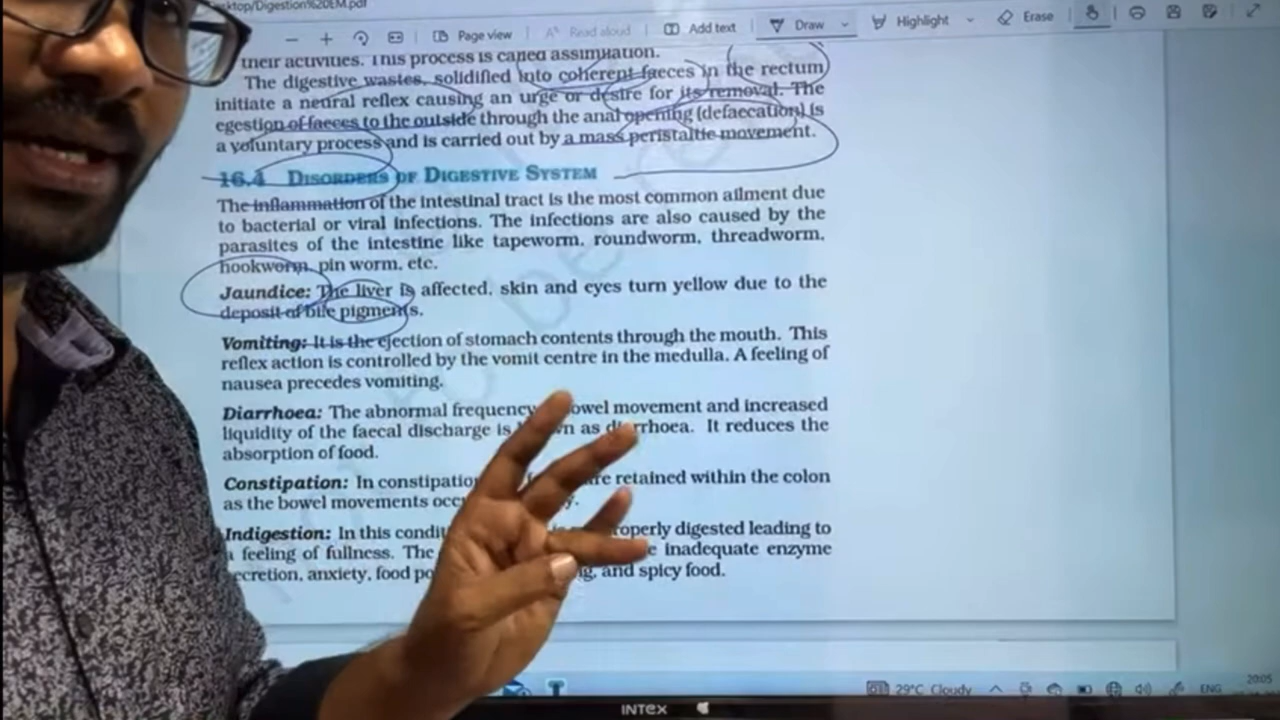 ktop/Digestion%20EM.pdf
Page view
Read aloud
Add text
Draw
Highlight
Erase
their activities. This process is called assimilation.
The digestive wastes, solidified into coherent faeces in the rectum
initiate a neural reflex causing an urge or desire for its removal. The
egestion of faeces to the outside through the anal opening (defaecation) is
a voluntary process and is carried out by a mass peristaltic movement.
16.4 Disorders of Digestive System
The inflammation of the intestinal tract is the most common ailment due
to bacterial or viral infections. The infections are also caused by the
parasites of the intestine like tapeworm, roundworm, threadworm,
hookworm, pin worm, etc.
Jaundice: The liver is affected, skin and eyes turn yellow due to the
deposit of bile pigments.
Vomiting: It is the ejection of stomach contents through the mouth. This
reflex action is controlled by the vomit centre in the medulla. A feeling of
nausea precedes vomiting.
Diarrhoea: The abnormal frequency bowel movement and increased
liquidity of the faecal discharge is as diarrhoea. It reduces the
absorption of food.
Constipation: In constipation retained within the colon
as the bowel movements
Indigestion: In this properly digested leading to
a feeling of fullness. The inadequate enzyme
secretion, anxiety, food and spicy food.
29°C Cloudy
ENG
20:05
INTEX